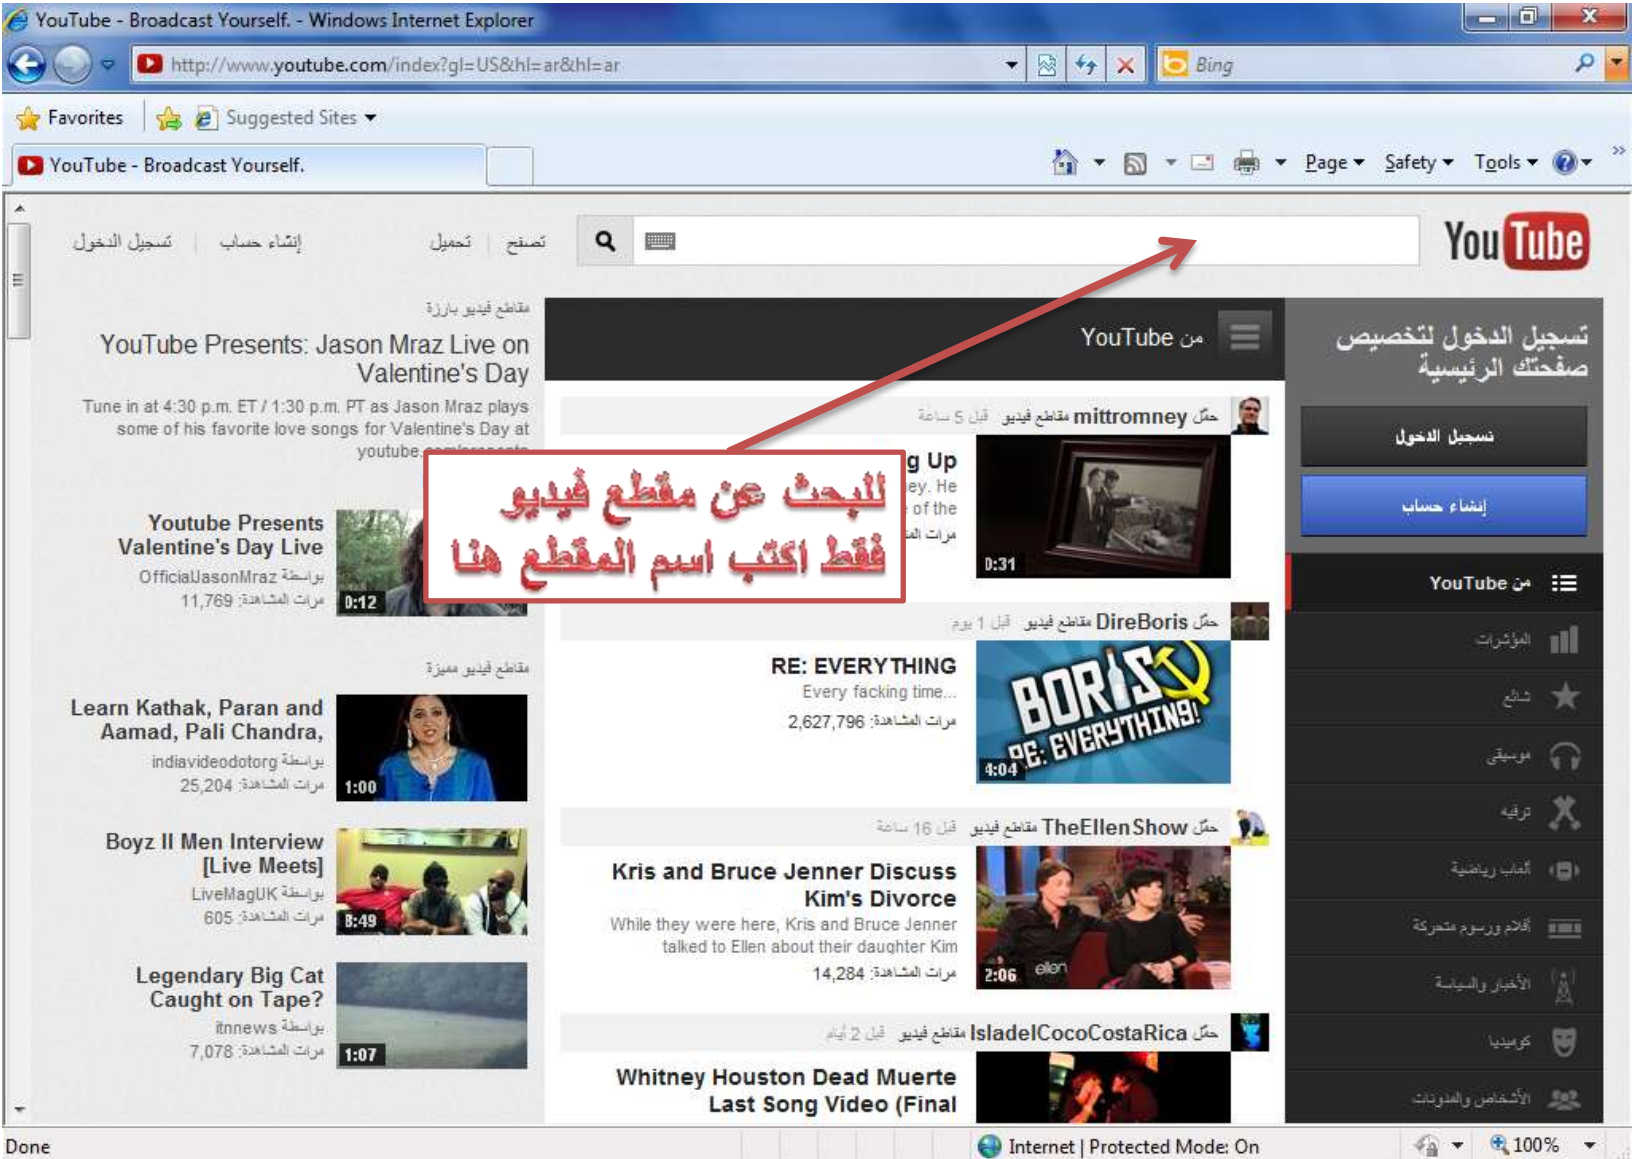 YouTube - Broadcast Yourself. - Windows Internet Explorer
http://www.youtube.com/index?gl=US&hl=ar&hl=ar
Bing
Favorites
Suggested Sites
YouTube - Broadcast Yourself.
Page
Safety
Tools
You Tube
تصفح | تحميل
إنشاء حساب | تسجيل الدخول
تسجيل الدخول لتخصيص
صفحتك الرئيسية
تسجيل الدخول
إنشاء حساب
من YouTube
المؤشرات
شائع
موسيقى
ترفيه
ألعاب رياضية
أفلام ورسوم متحركة
الأخبار والسياسة
كوميديا
الأشخاص والمدونات
من YouTube
حمّل mittromney مقاطع فيديو قبل 5 ساعة
g Up
ey. He
of the
مرات
0:31
للبحث عن مقطع فيديو
فقط اكتب اسم المقطع هنا
حمّل DireBoris مقاطع فيديو قبل 1 يوم
RE: EVERYTHING
Every facking time...
مرات المشاهدة: 2,627,796
BORIS
RE: EVERYTHING!
4:04
حمّل TheEllenShow مقاطع فيديو قبل 16 ساعة
Kris and Bruce Jenner Discuss
Kim's Divorce
While they were here, Kris and Bruce Jenner
talked to Ellen about their daughter Kim
مرات المشاهدة: 14,284
ellen
2:06
حمّل IsladelCocoCostaRica مقاطع فيديو قبل 2 أيام
Whitney Houston Dead Muerte
Last Song Video (Final
مقاطع فيديو بارزة
YouTube Presents: Jason Mraz Live on
Valentine's Day
Tune in at 4:30 p.m. ET / 1:30 p.m. PT as Jason Mraz plays
some of his favorite love songs for Valentine's Day at
Youtube Presents
Valentine's Day Live
بواسطة OfficialJasonMraz
مرات المشاهدة: 11,769
0:12
مقاطع فيديو مميزة
Learn Kathak, Paran and
Aamad, Pali Chandra,
بواسطة indiavideodotorg
مرات المشاهدة: 25,204
1:00
Boyz II Men Interview
[Live Meets]
بواسطة LiveMagUK
مرات المشاهدة: 605
8:49
Legendary Big Cat
Caught on Tape?
بواسطة itnnews
مرات المشاهدة: 7,078
1:07
Done
Internet | Protected Mode: On
100%